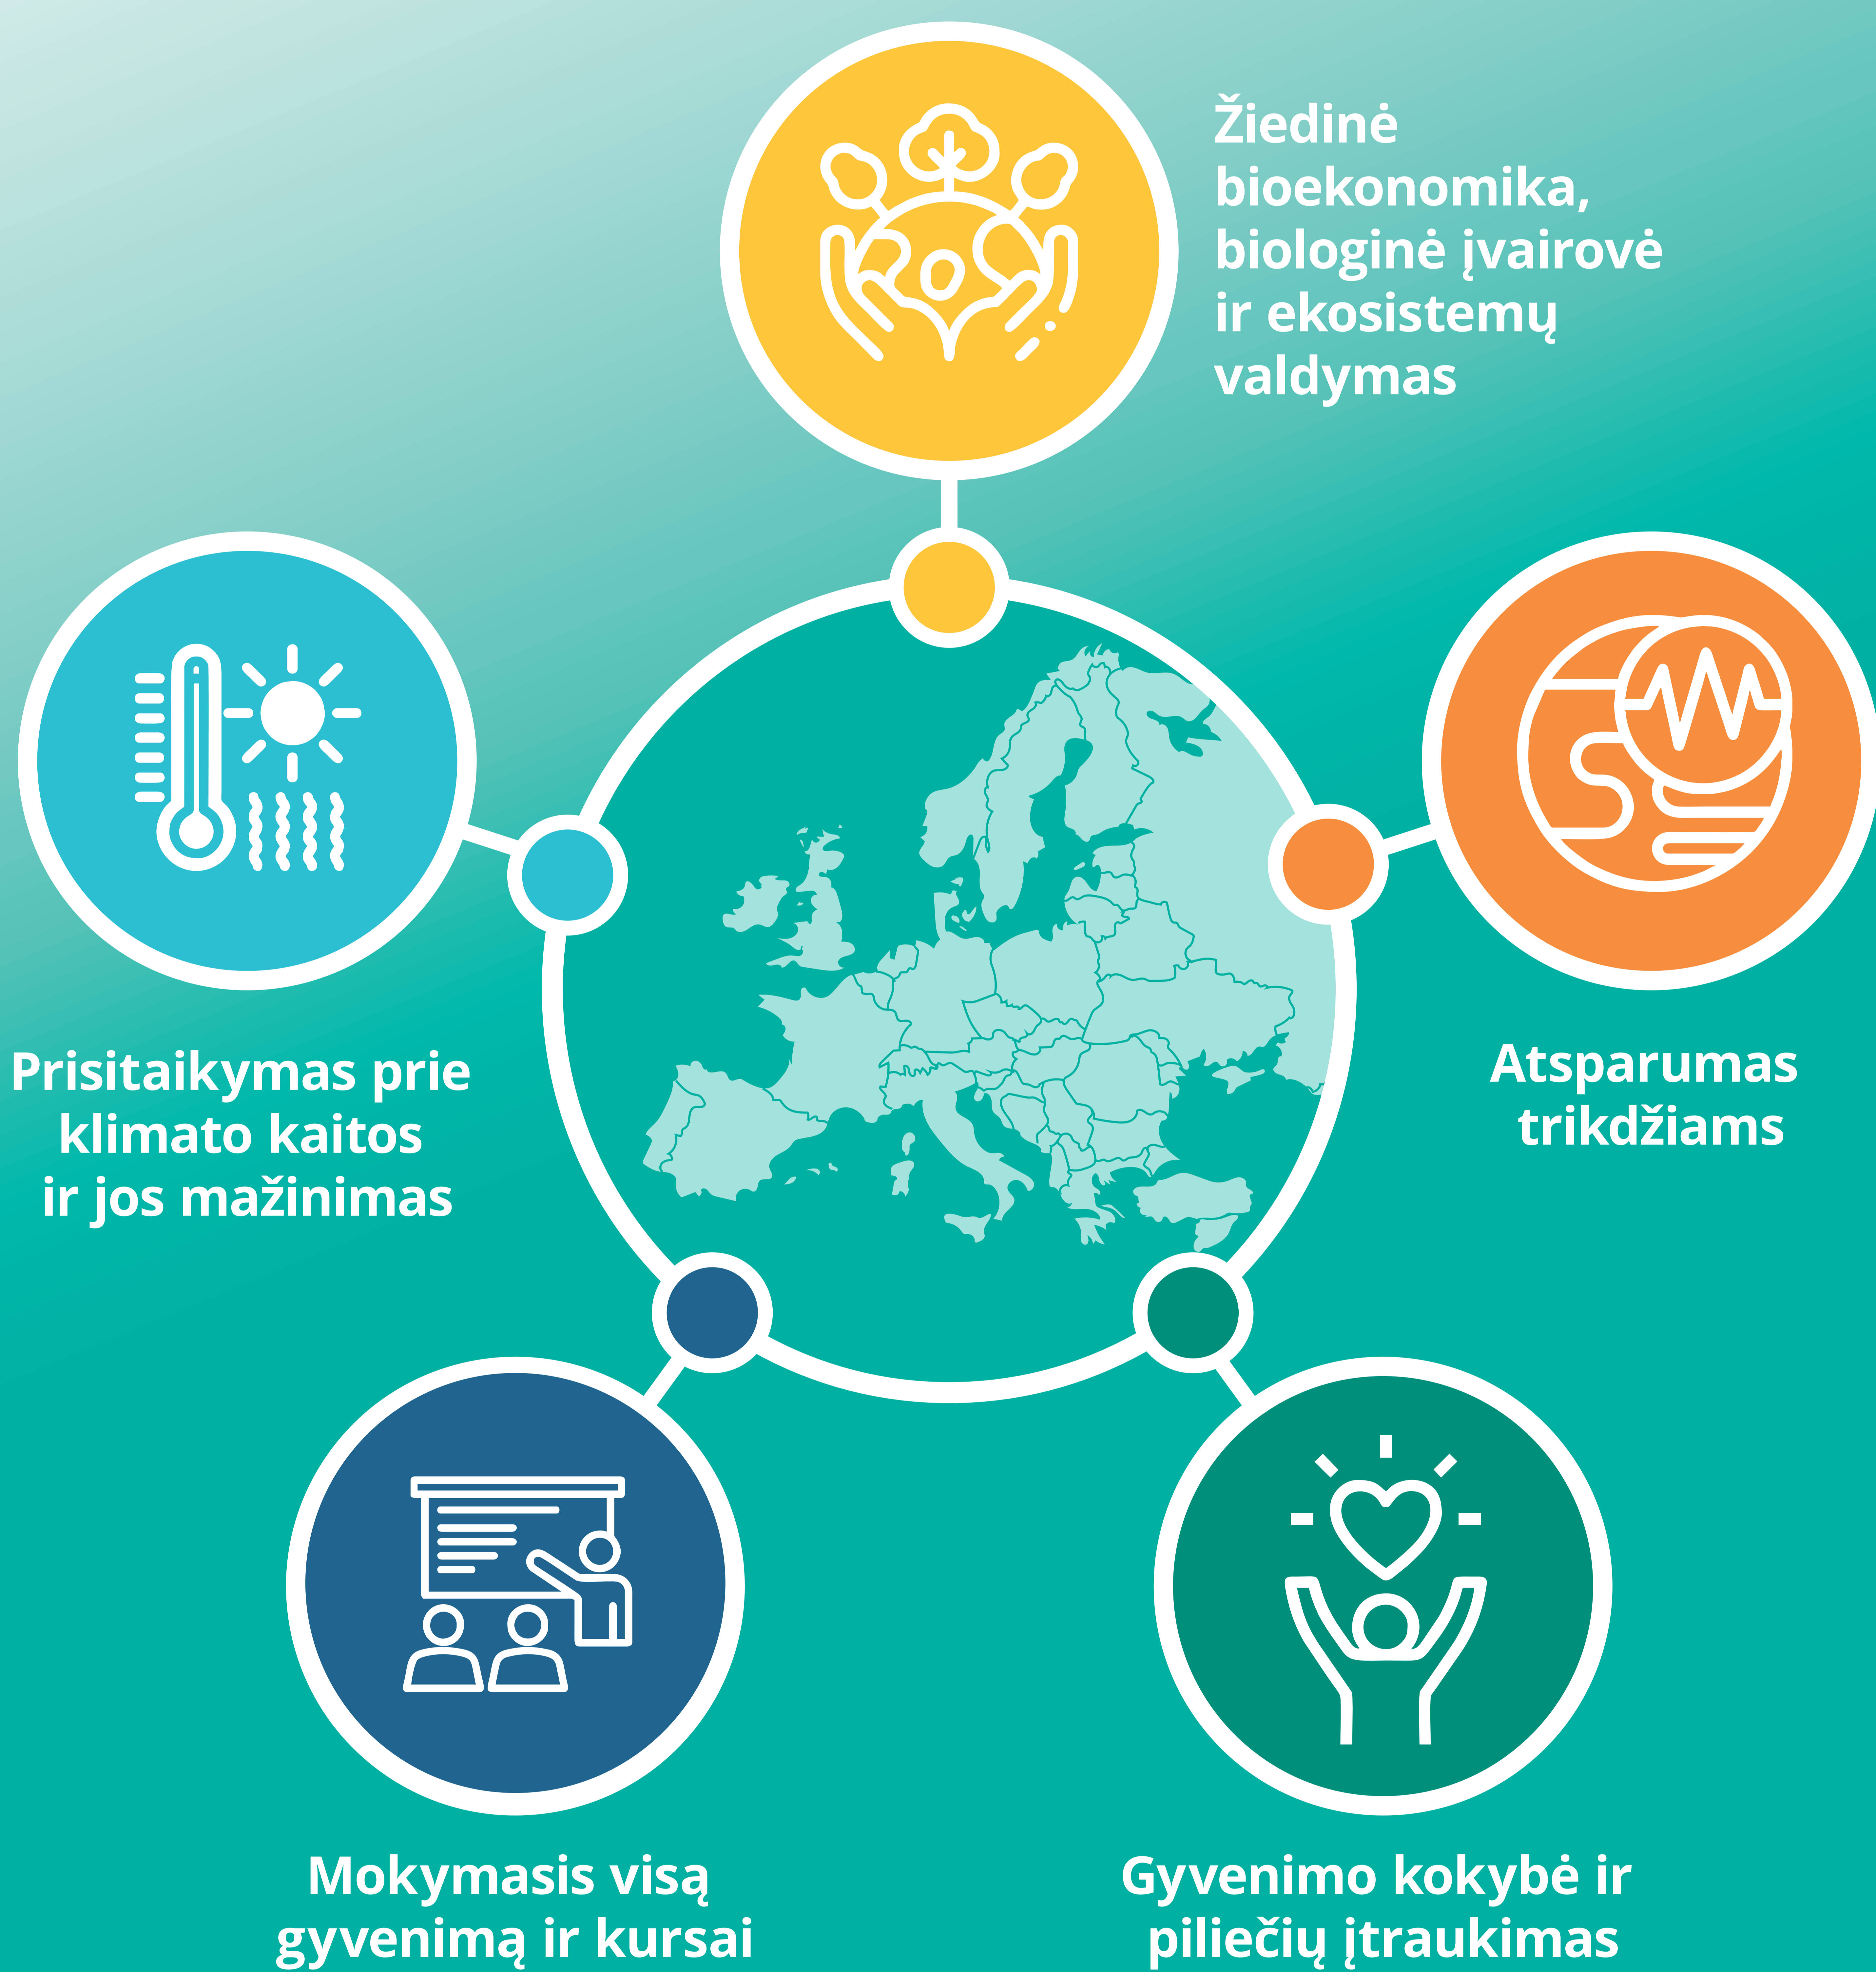 Žiedinė
bioekonomika,
biologinė įvairovė
ir ekosistemų
valdymas
Prisitaikymas prie
klimato kaitos
ir jos mažinimas
Atsparumas
trikdžiams
Mokymasis visą
gyvenimą ir kursai
Gyvenimo kokybė ir
piliečių įtraukimas